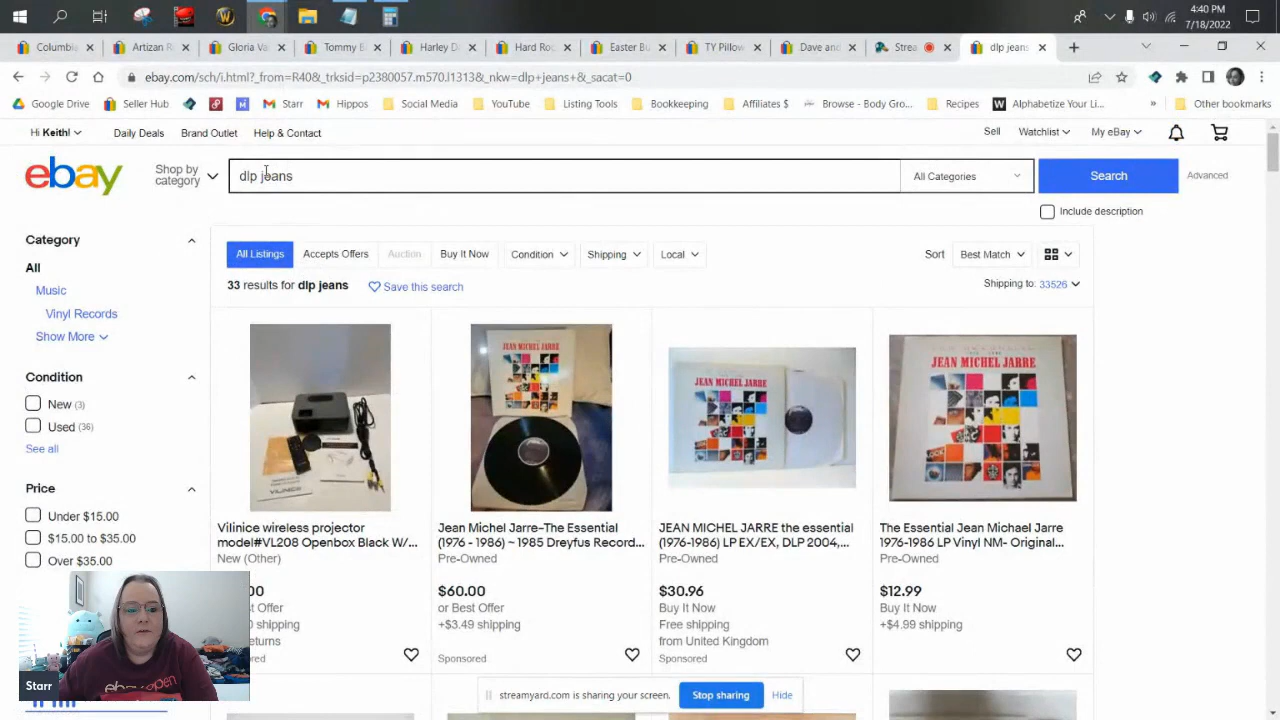 4:40 PM
7/18/2022
Columbia
Artizan R
Gloria Va
Tommy B
Harley D
Hard Ro
Easter Bu
TY Pillow
Dave and
Strea
dlp jeans
ebay.com/sch/i.html?_from=R40&_trksid=p2380057.m570.l1313&_nkw=dlp+jeans+&_sacat=0
Google Drive Seller Hub Starr Hippos Social Media YouTube Listing Tools Bookkeeping Affiliates $ Browse - Body Gro... Recipes Alphabetize Your Li... » Other bookmarks
Hi Keith! Daily Deals Brand Outlet Help & Contact Sell Watchlist My eBay
ebay Shop by category dlp jeans All Categories Search Advanced
Include description
Category
All
Music
Vinyl Records
Show More
Condition
New (3)
Used (36)
See all
Price
Under $15.00
$15.00 to $35.00
Over $35.00
All Listings Accepts Offers Auction Buy It Now Condition Shipping Local Sort Best Match
33 results for dlp jeans Save this search Shipping to: 33526
Vilinice wireless projector
model#VL208 Openbox Black W/...
New (Other)
Jean Michel Jarre–The Essential
(1976 - 1986) ~ 1985 Dreyfus Record...
Pre-Owned
$60.00
or Best Offer
+$3.49 shipping
Sponsored
JEAN MICHEL JARRE the essential
(1976-1986) LP EX/EX, DLP 2004,...
Pre-Owned
$30.96
Buy It Now
Free shipping
from United Kingdom
Sponsored
JEAN MICHEL JARRE
The Essential Jean Michael Jarre
1976-1986 LP Vinyl NM- Original...
Pre-Owned
$12.99
Buy It Now
+$4.99 shipping
Starr
ebay open
streamyard.com is sharing your screen. Stop sharing Hide